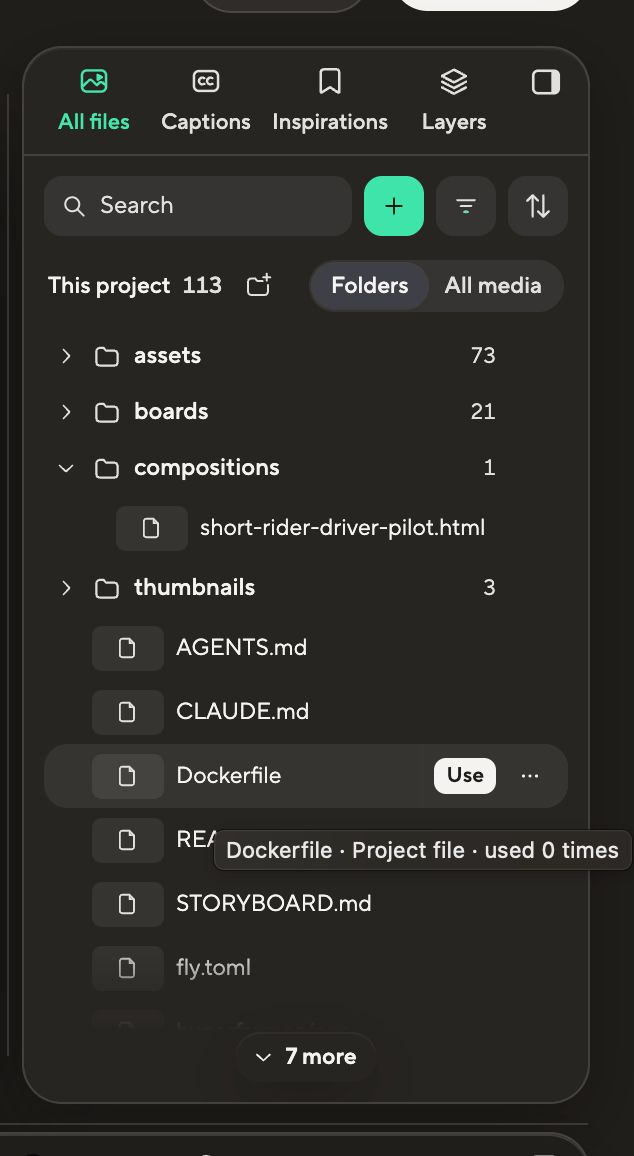 All files
Captions
Inspirations
Layers
Search
This project 113
Folders
All media
assets 73
boards 21
compositions 1
short-rider-driver-pilot.html
thumbnails 3
AGENTS.md
CLAUDE.md
Dockerfile
Use
REA
Dockerfile · Project file · used 0 times
STORYBOARD.md
fly.toml
7 more